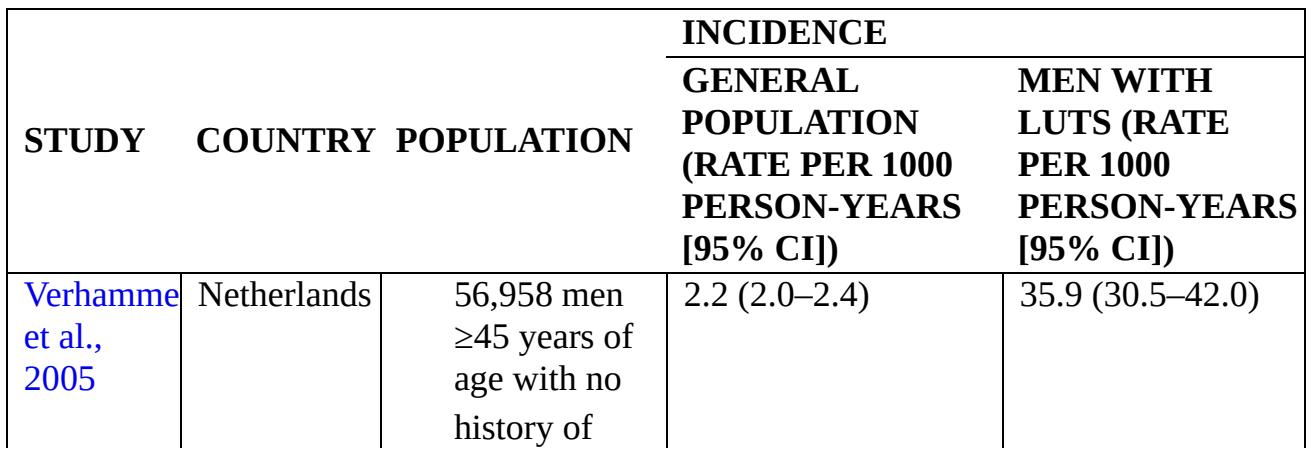 INCIDENCE
STUDY COUNTRY POPULATION
GENERAL
POPULATION
(RATE PER 1000
PERSON-YEARS
[95% CI])
MEN WITH
LUTS (RATE
PER 1000
PERSON-YEARS
[95% CI])
Verhamme
et al.,
2005
Netherlands
56,958 men
≥45 years of
age with no
history of
2.2 (2.0–2.4)
35.9 (30.5–42.0)